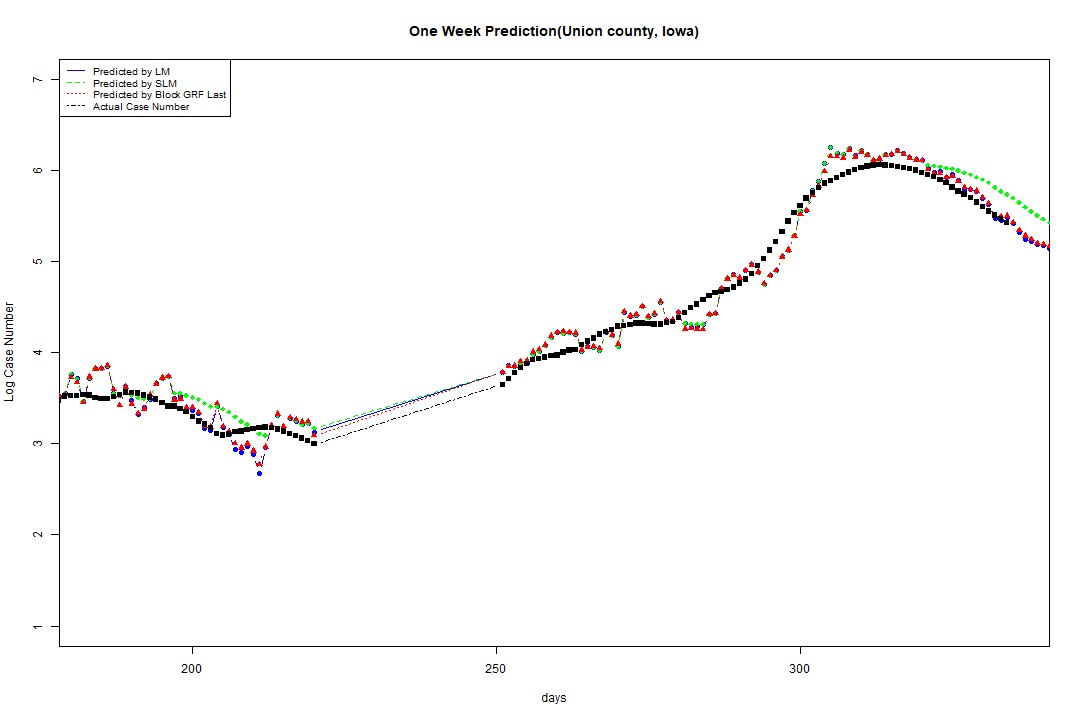 One Week Prediction(Union county, Iowa)
Predicted by LM
Predicted by SLM
Predicted by Block GRF Last
Actual Case Number
7
6
5
4
3
2
1
Log Case Number
200
250
300
days